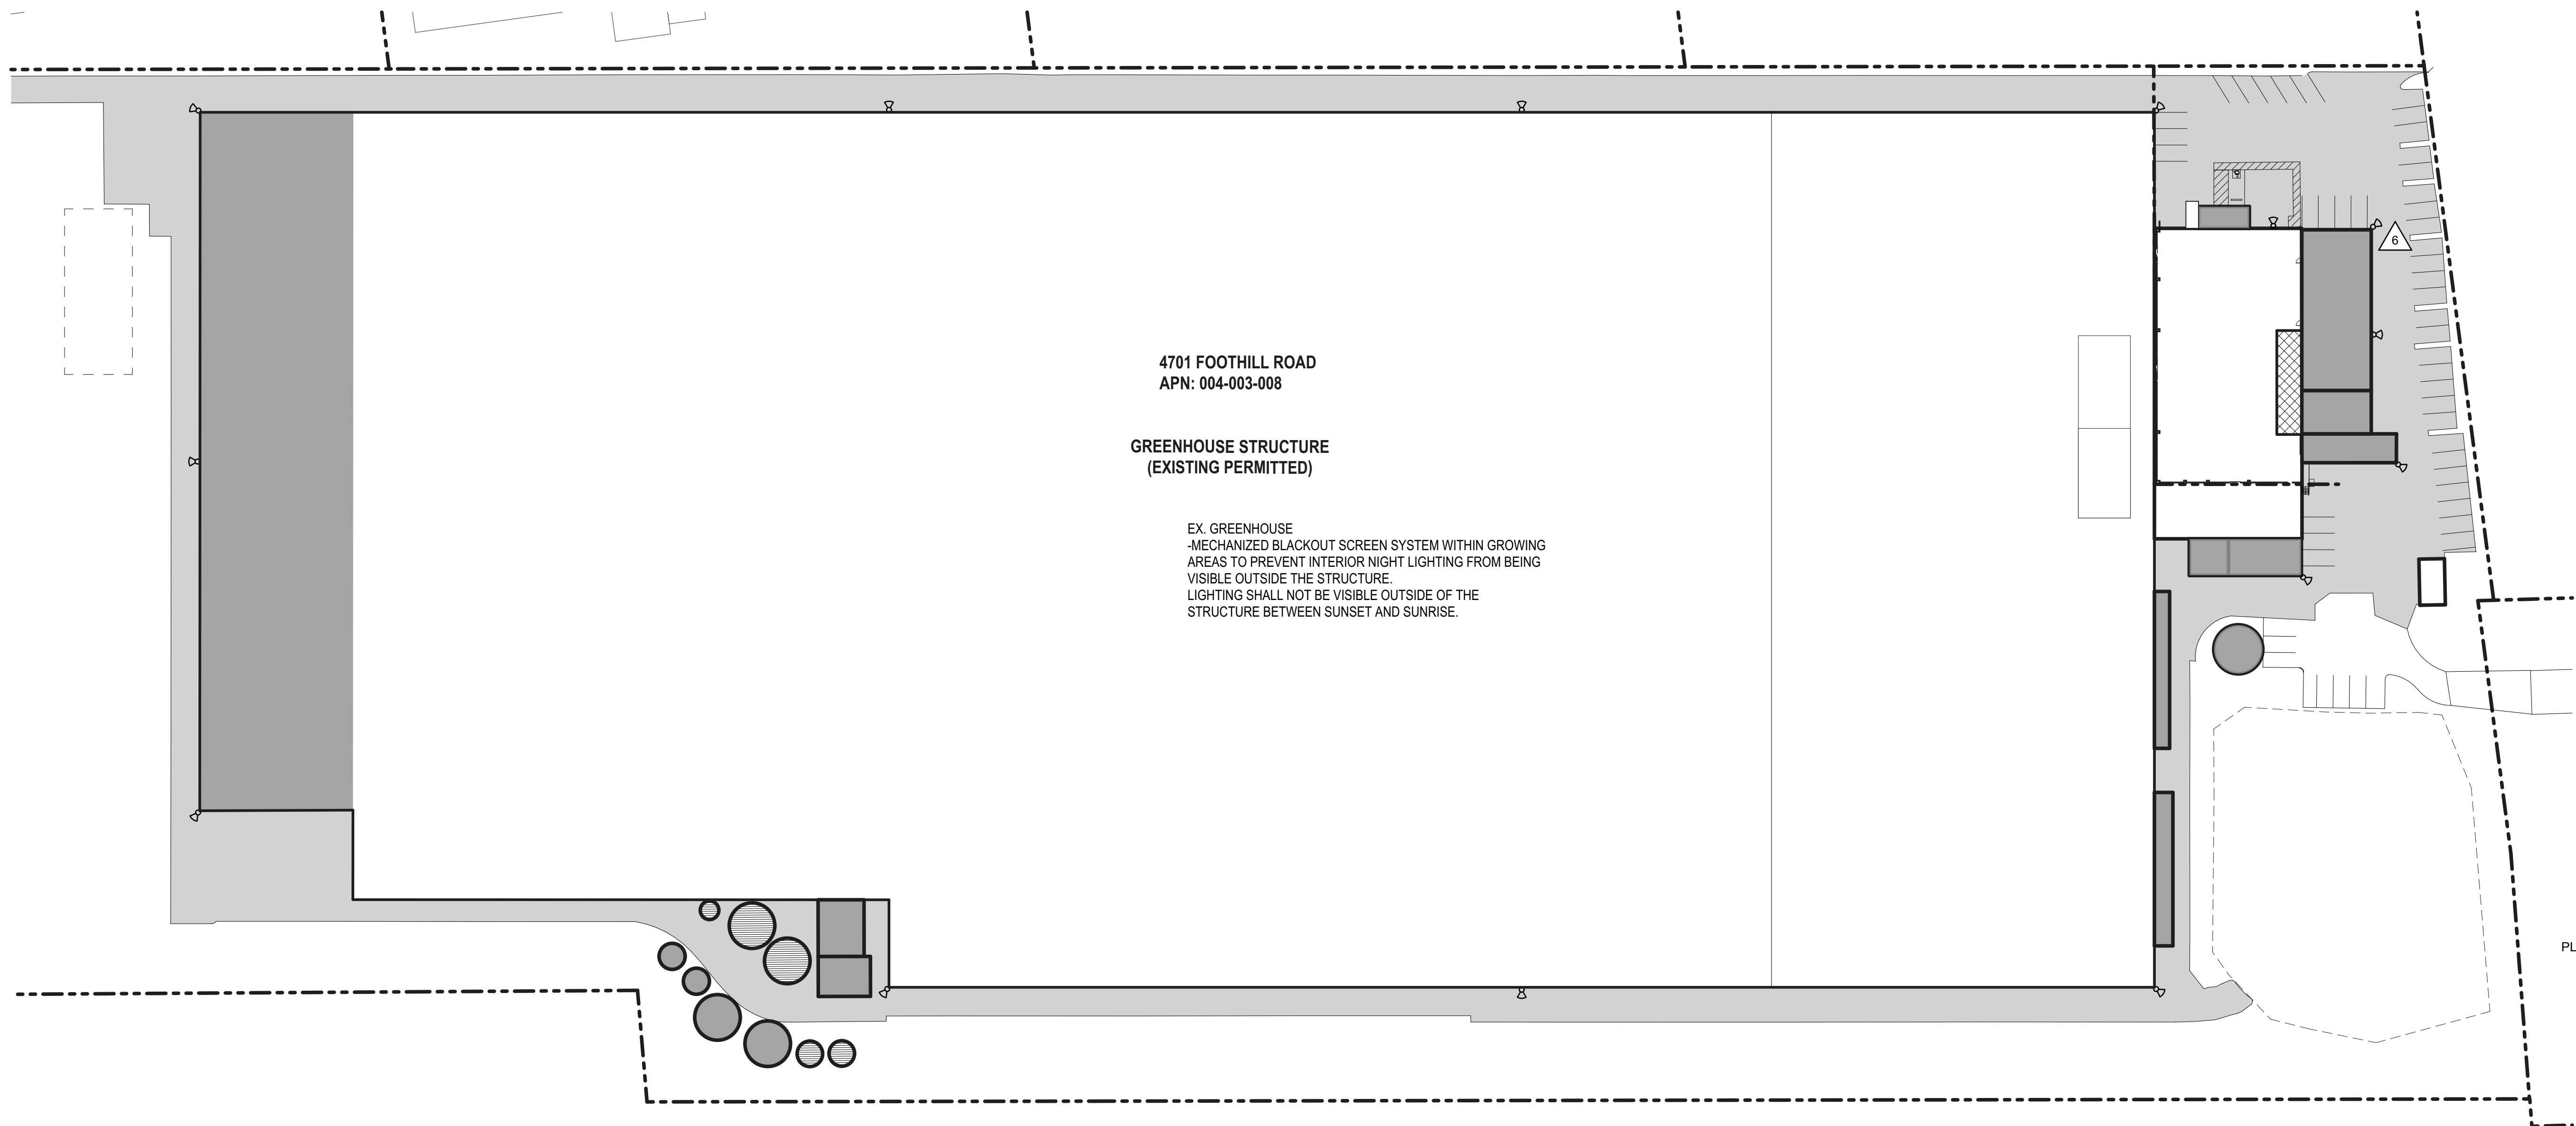 6
4701 FOOTHILL ROAD
APN: 004-003-008
GREENHOUSE STRUCTURE
(EXISTING PERMITTED)
EX. GREENHOUSE
-MECHANIZED BLACKOUT SCREEN SYSTEM WITHIN GROWING
AREAS TO PREVENT INTERIOR NIGHT LIGHTING FROM BEING
VISIBLE OUTSIDE THE STRUCTURE.
LIGHTING SHALL NOT BE VISIBLE OUTSIDE OF THE
STRUCTURE BETWEEN SUNSET AND SUNRISE.
PL